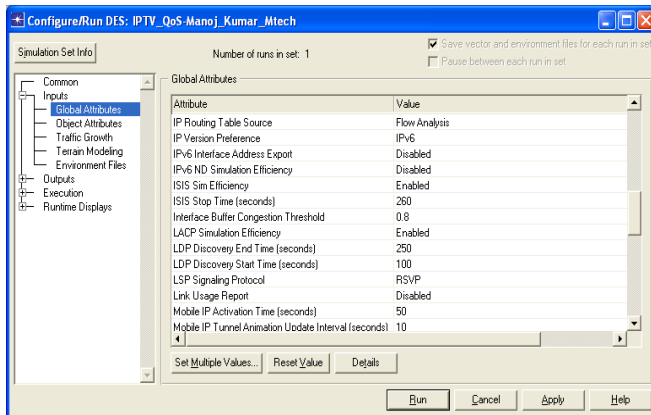 Configure/Run DES: IPTV_QoS-Manoj_Kumar_Mtech
Simulation Set Info
Number of runs in set: 1
Save vector and environment files for each run in set
Pause between each run in set
Common
Inputs
Global Attributes
Object Attributes
Traffic Growth
Terrain Modeling
Environment Files
Outputs
Execution
Runtime Displays
Global Attributes
Attribute Value
IP Routing Table Source Flow Analysis
IP Version Preference IPv6
IPv6 Interface Address Export Disabled
IPv6 ND Simulation Efficiency Disabled
ISIS Sim Efficiency Enabled
ISIS Stop Time (seconds) 260
Interface Buffer Congestion Threshold 0.8
LACP Simulation Efficiency Enabled
LDP Discovery End Time (seconds) 250
LDP Discovery Start Time (seconds) 100
LSP Signaling Protocol RSVP
Link Usage Report Disabled
Mobile IP Activation Time (seconds) 50
Mobile IP Tunnel Animation Update Interval (seconds) 10
Set Multiple Values... Reset Value Details
Run Cancel Apply Help